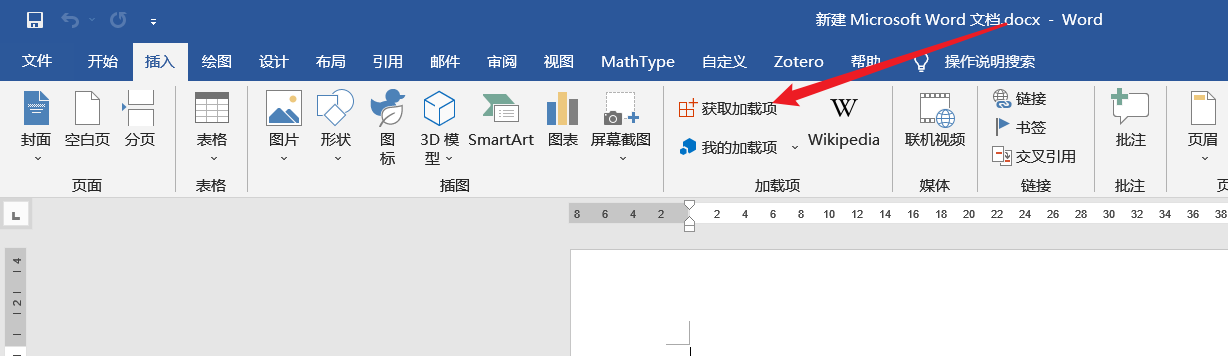 新建 Microsoft Word 文档.docx - Word
文件 开始 插入 绘图 设计 布局 引用 邮件 审阅 视图 MathType 自定义 Zotero 帮助 操作说明搜索
封面 空白页 分页
页面
表格
表格
图片 形状 图标 3D 模型 SmartArt 图表 屏幕截图
插图
获取加载项
我的加载项
Wikipedia
加载项
联机视频
媒体
链接
书签
交叉引用
链接
批注
批注
页眉
页
8 6 4 2 2 4 6 8 10 12 14 16 18 20 22 24 26 28 30 32 34 36 38
4
2